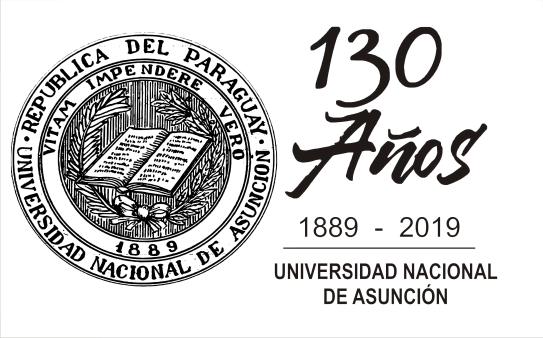 · REPUBLICA DEL PARAGUAY ·
UNIVERSIDAD NACIONAL DE ASUNCION
VITAM IMPENDERE VERO
1889
130
Años
1889 - 2019
UNIVERSIDAD NACIONAL
DE ASUNCIÓN